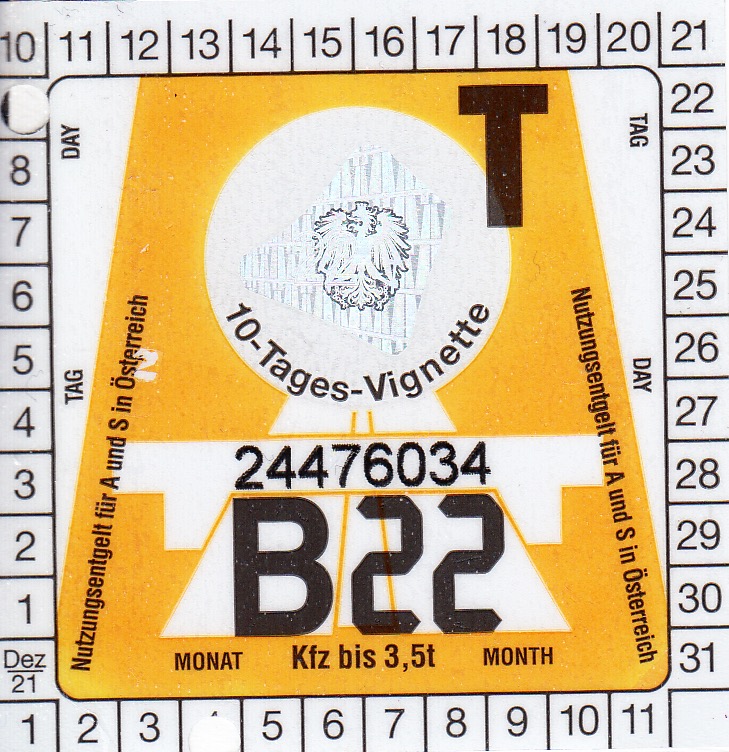 10 11 12 13 14 15 16 17 18 19 20 21
22
8 23
7 24
6 25
5 26
4 27
3 28
2 29
1 30
Dez 31
21
1 2 3 5 6 7 8 9 10 11
DAY
TAG
T
10-Tages-Vignette
TAG
DAY
Nutzungsentgelt für A und S in Österreich
Nutzungsentgelt für A und S in Österreich
24476034
B22
MONAT Kfz bis 3,5t MONTH